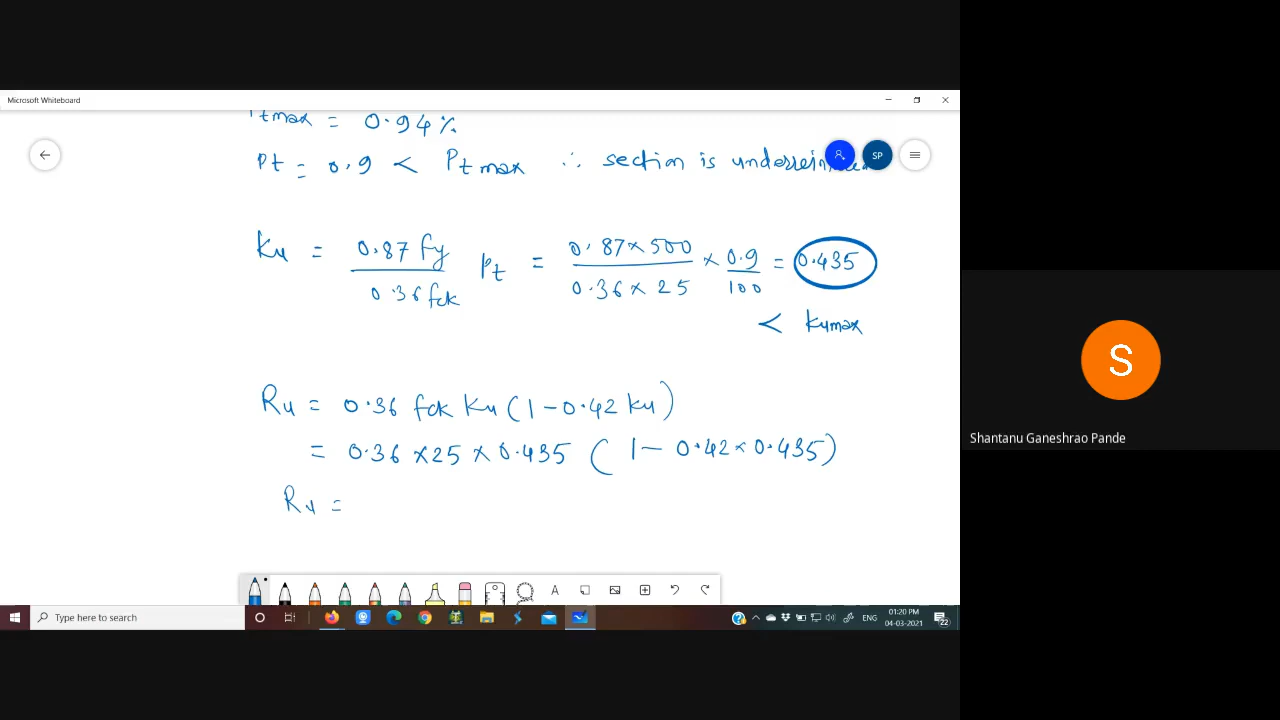 Microsoft Whiteboard
Ptmax = 0.94%
Pt = 0.9 < Ptmax ∴ section is underrein
SP
Ku = 0.87 fy / 0.36 fck Pt = 0.87 × 500 / 0.36 × 25 × 0.9 / 100 = 0.435
< Kumax
Ru = 0.36 fck Ku (1 - 0.42 Ku)
= 0.36 × 25 × 0.435 (1 - 0.42 × 0.435)
Ru =
S
Shantanu Ganeshrao Pande
A
Type here to search
ENG
01:20 PM
04-03-2021
22